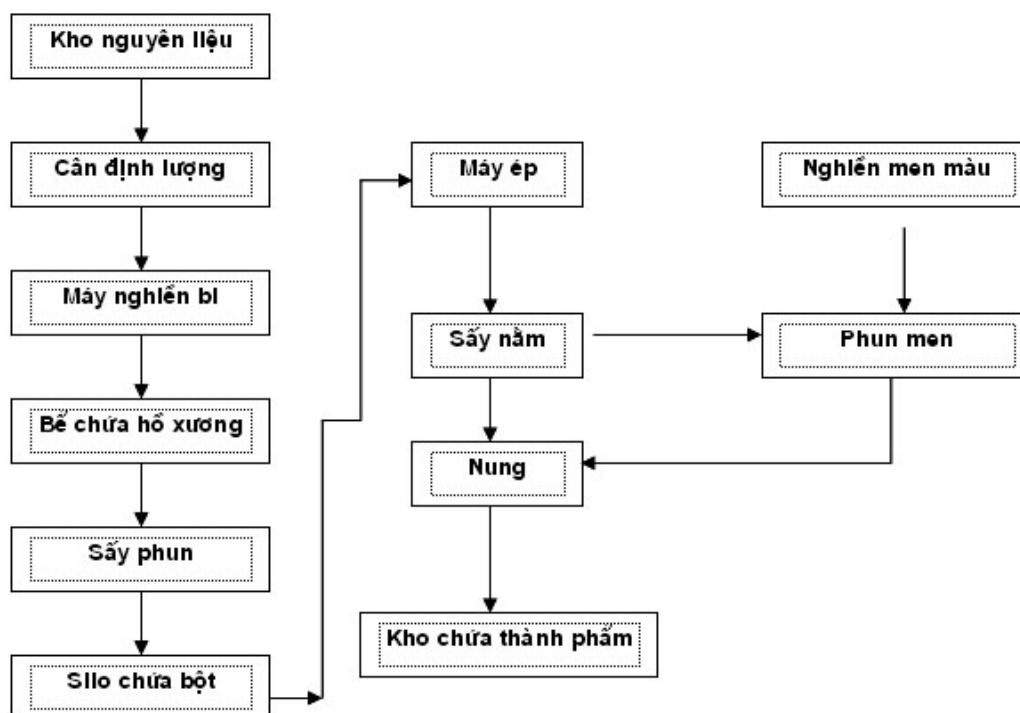 Kho nguyên liệu
Cân định lượng
Máy nghiền bi
Bể chứa hồ xương
Sấy phun
Silo chứa bột
Máy ép
Sấy nằm
Nung
Kho chứa thành phẩm
Nghiền men màu
Phun men